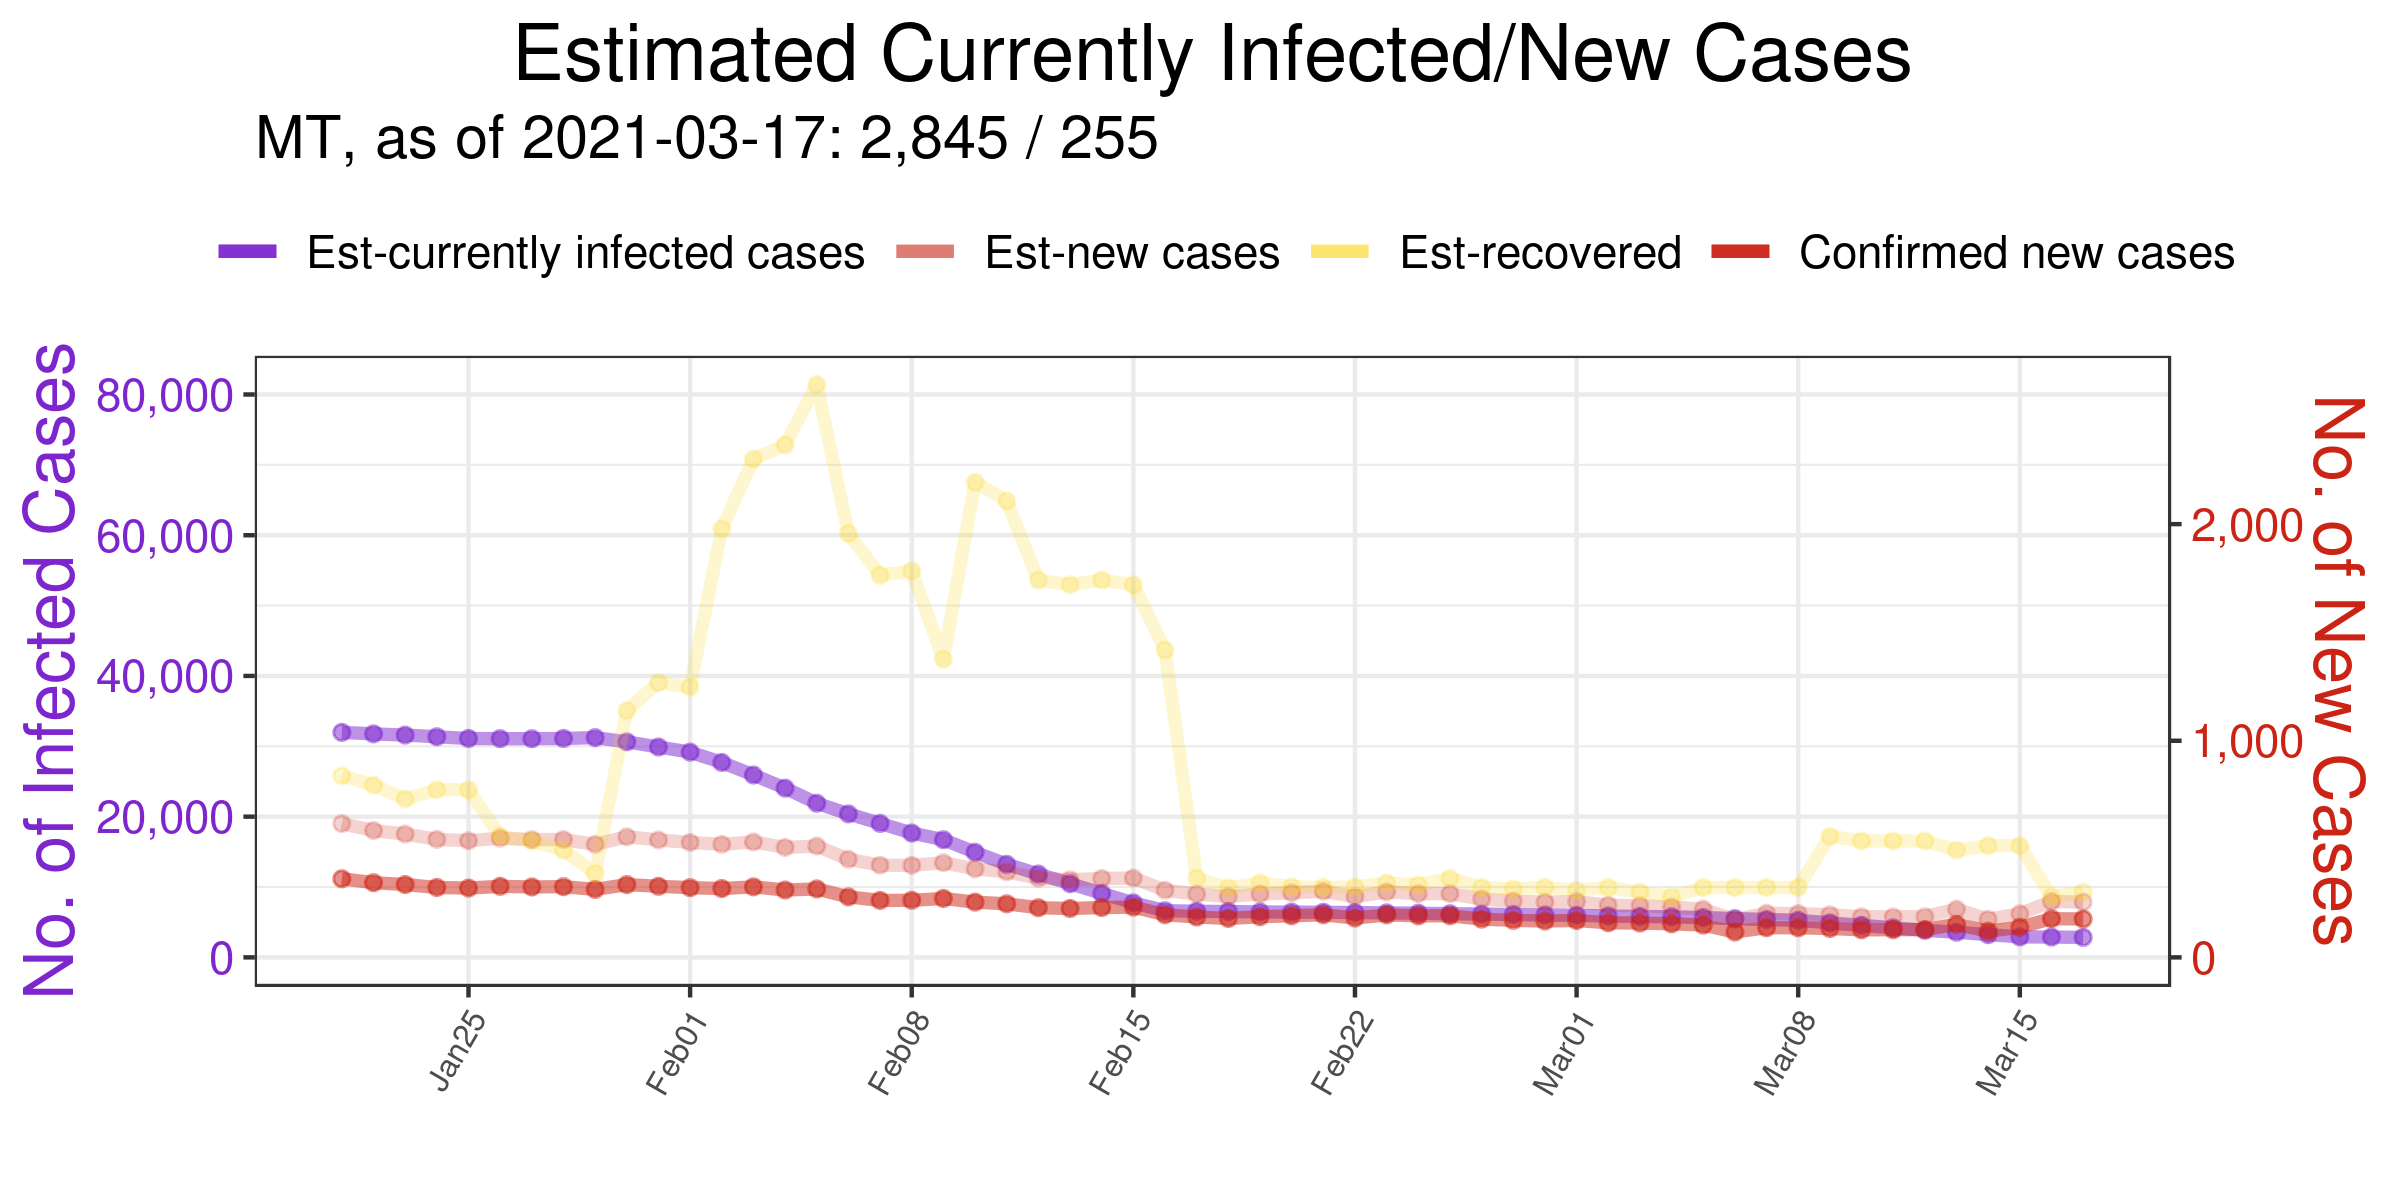 Estimated Currently Infected/New Cases
MT, as of 2021-03-17: 2,845 / 255
Est-currently infected cases Est-new cases Est-recovered Confirmed new cases
No. of Infected Cases
80,000
60,000
40,000
20,000
0
2,000
1,000
0
No. of New Cases
Jan25 Feb01 Feb08 Feb15 Feb22 Mar01 Mar08 Mar15